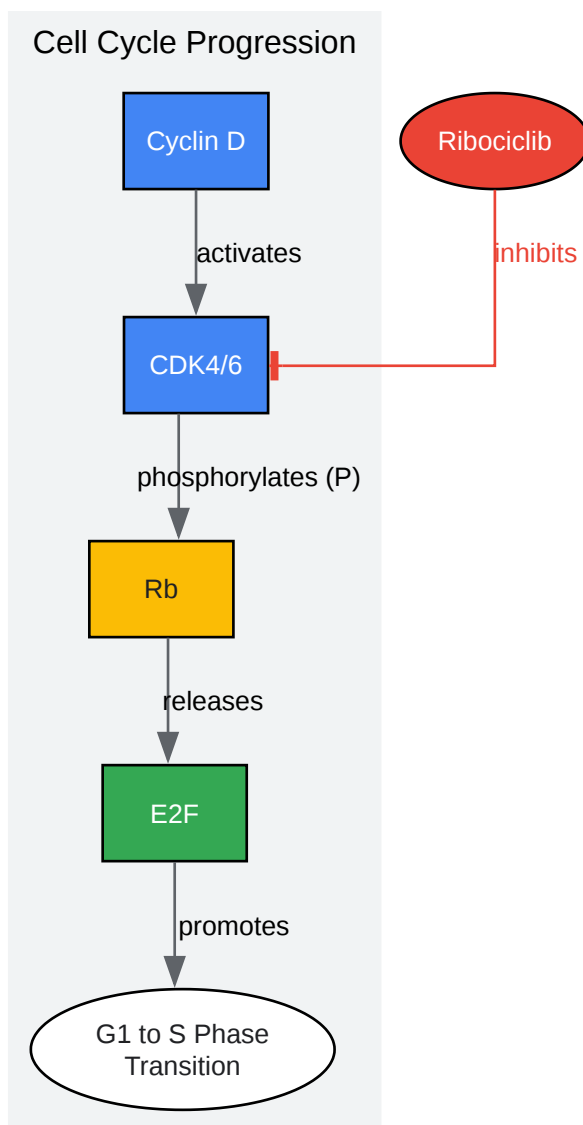 Cell Cycle Progression
Cyclin D
Ribociclib
activates
inhibits
CDK4/6
phosphorylates (P)
Rb
releases
E2F
promotes
G1 to S Phase
Transition